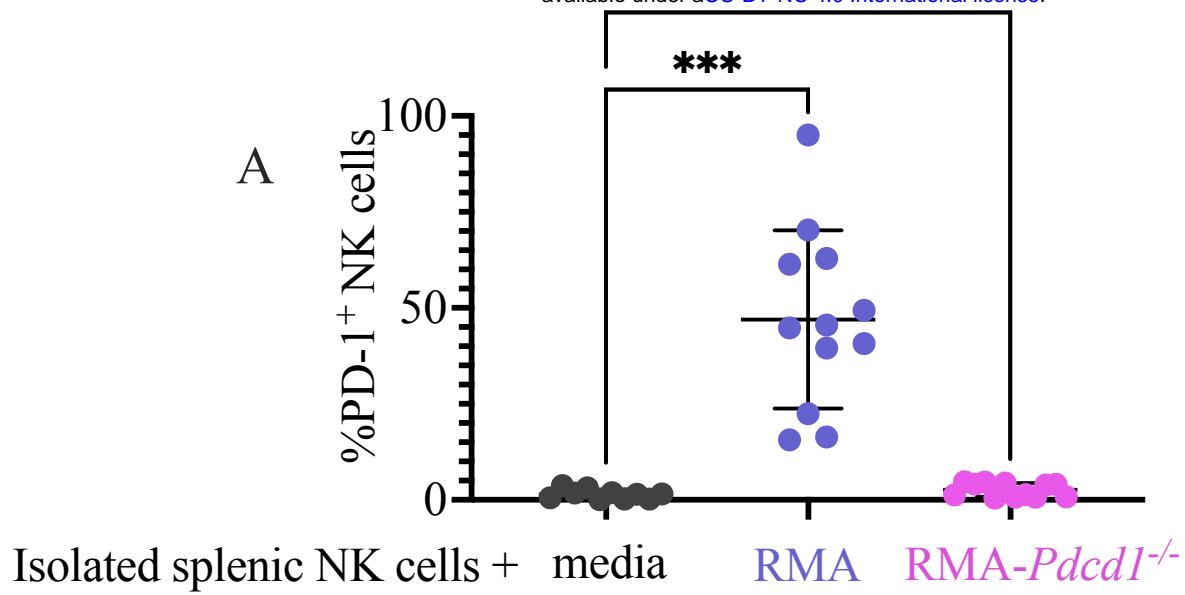 ***
100
A
%PD-1+ NK cells
50
0
Isolated splenic NK cells + media RMA RMA-Pdcd1-/-